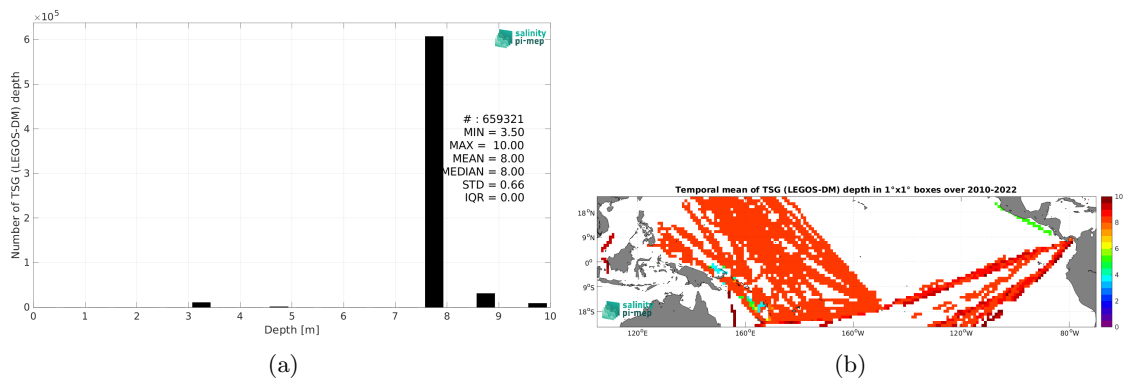 ×10⁵
6
5
4
3
2
1
0
Number of TSG (LEGOS-DM) depth
salinity
pi-mep
# : 659321
MIN = 3.50
MAX = 10.00
MEAN = 8.00
MEDIAN = 8.00
STD = 0.66
IQR = 0.00
0 1 2 3 4 5 6 7 8 9 10
Depth [m]
(a)
Temporal mean of TSG (LEGOS-DM) depth in 1°x1° boxes over 2010-2022
18°N
9°N
0°
9°S
18°S
salinity
pi-mep
120°E 160°E 160°W 120°W 80°W
10
8
6
4
2
0
(b)